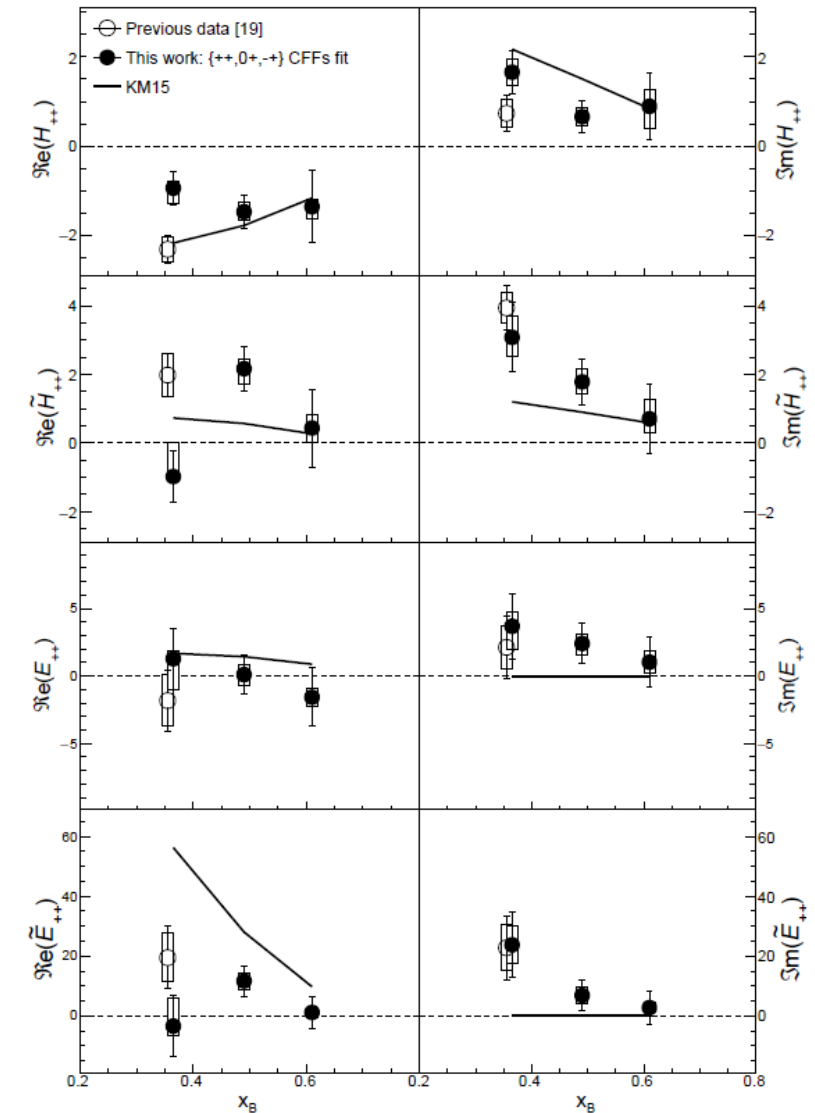 Previous data [19]
This work: {++,0+,-+} CFFs fit
KM15
ℜe(H₊₊)
2
0
−2
2
0
−2
ℑm(H₊₊)
ℜe(H̃₊₊)
4
2
0
−2
4
2
0
−2
ℑm(H̃₊₊)
ℜe(E₊₊)
5
0
−5
5
0
−5
ℑm(E₊₊)
ℜe(Ẽ₊₊)
60
40
20
0
60
40
20
0
ℑm(Ẽ₊₊)
0.2 0.4 0.6 0.2 0.4 0.6 0.8
x_B x_B